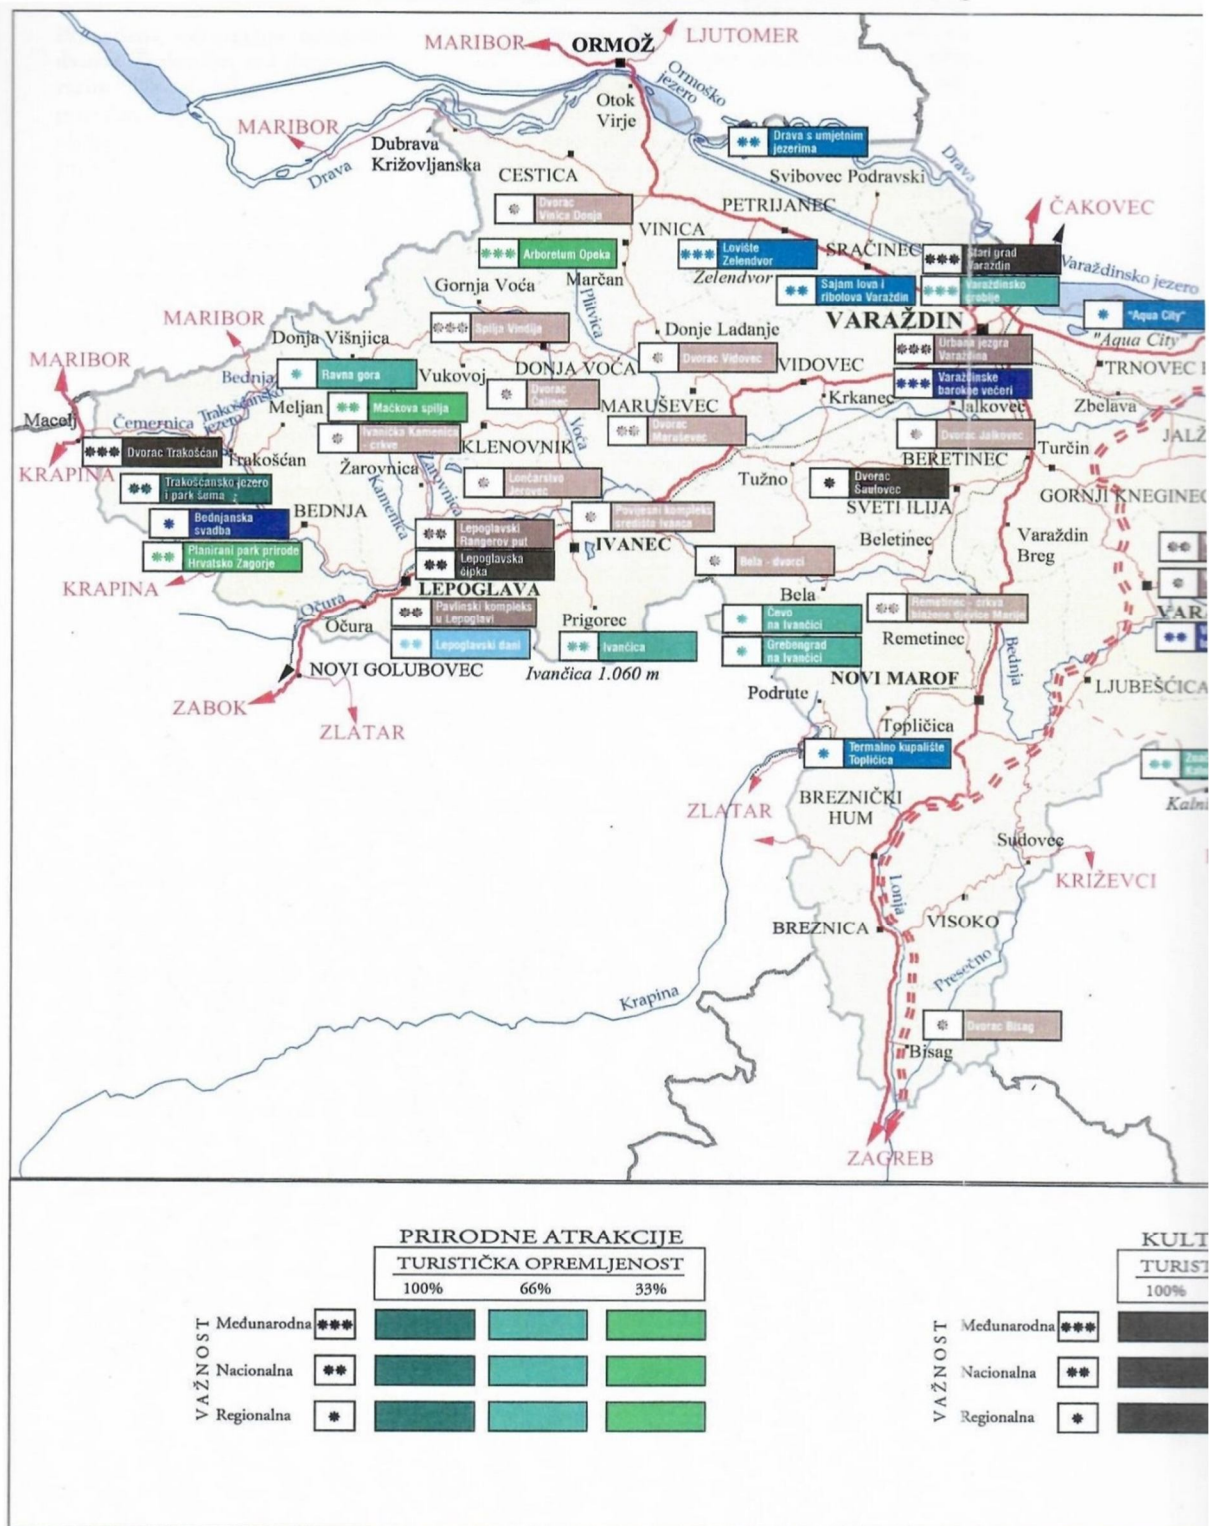 MARIBOR
ORMOŽ
LJUTOMER
Ormoško
jezero
Otok
Virje
MARIBOR
Dubrava
Križovljanska
Drava
Drava s umjetnim
jezerima
Drava
CESTICA
Svibovec Podravski
Dvorac
Vinica Donja
PETRIJANEC
ČAKOVEC
VINICA
Arboretum Opeka
Lovište
Zelendvor
SRAČINEC
Stari grad
Varaždin
Varaždinsko jezero
Marčan
Zelendvor
Sajam lova i
ribolova Varaždin
Varaždinsko
groblje
Gornja Voća
Plitvica
"Aqua City"
MARIBOR
Spilja Vindija
Donje Ladanje
VARAŽDIN
"Aqua City"
Donja Višnjica
Urbana jezgra
Varaždina
MARIBOR
Dvorac Vidovec
VIDOVEC
TRNOVEC
Bednja
Ravna gora
Vukovoj
DONJA VOĆA
Varaždinske
barokne večeri
Dvorac
Čalinec
Krkanec
Jalkovec
Zbelava
Macelj
Čemernica
Trakošćansko
jezero
Meljan
Mačkova spilja
MARUŠEVEC
Voća
Ivanička Kamenica
- crkve
KLENOVNIK
Dvorac
Maruševec
Dvorac Jalkovec
JALŽ
Dvorac Trakošćan
Trakošćan
BERETINEC
Turčin
KRAPINA
Žarovnica
Žarovnica
Kamenica
Lončarstvo
Jerovec
Tužno
Dvorac
Šaulovec
Trakošćansko jezero
i park šuma
GORNJI KNEGINEC
SVETI ILIJA
Bednjanska
svadba
BEDNJA
Povijesni kompleks
središta Ivanca
Lepoglavski
Rangerov put
IVANEC
Beletinec
Varaždin
Breg
Planirani park prirode
Hrvatsko Zagorje
Lepoglavska
čipka
Bela - dvorci
KRAPINA
LEPOGLAVA
Bela
VAR
Očura
Pavlinski kompleks
u Lepoglavi
Prigorec
Čevo
na Ivančici
Remetinec - crkva
blažene djevice Marije
Očura
Remetinec
Lepoglavski dani
Ivančica
Grebengrad
na Ivančici
Bednja
NOVI GOLUBOVEC
Ivančica 1.060 m
NOVI MAROF
LJUBEŠĆICA
Podrute
ZABOK
ZLATAR
Topličica
Termalno kupalište
Topličica
ZLATAR
BREZNIČKI
HUM
Kalni
Sudovec
KRIŽEVCI
Lonja
BREZNICA
VISOKO
Presečno
Krapina
Dvorac Bisag
Bisag
ZAGREB
PRIRODNE ATRAKCIJE
TURISTIČKA OPREMLJENOST
100% 66% 33%
VAŽNOST
Međunarodna
Nacionalna
Regionalna
KULT
TURIST
100%
VAŽNOST
Međunarodna
Nacionalna
Regionalna